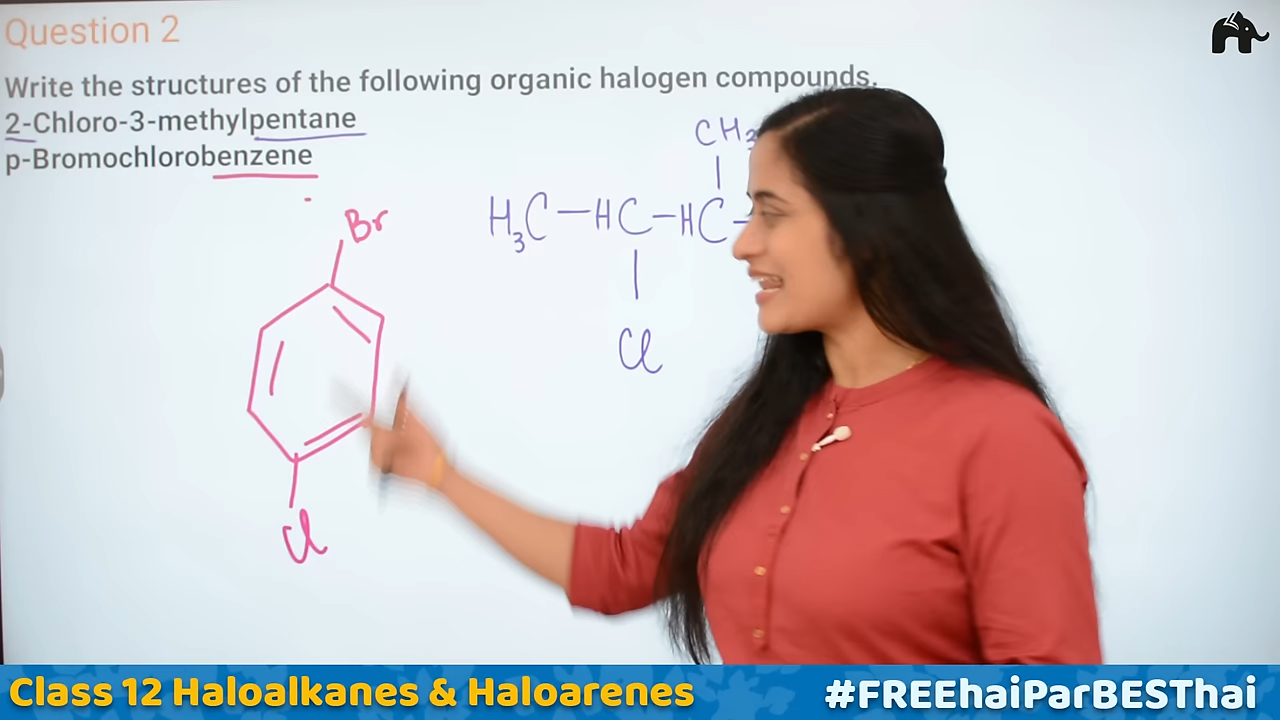 Question 2
Write the structures of the following organic halogen compounds.
2-Chloro-3-methylpentane
p-Bromochlorobenzene
CH3
Br
H3C-HC-HC-
Cl
Cl
Class 12 Haloalkanes & Haloarenes
#FREEhaiParBESThai